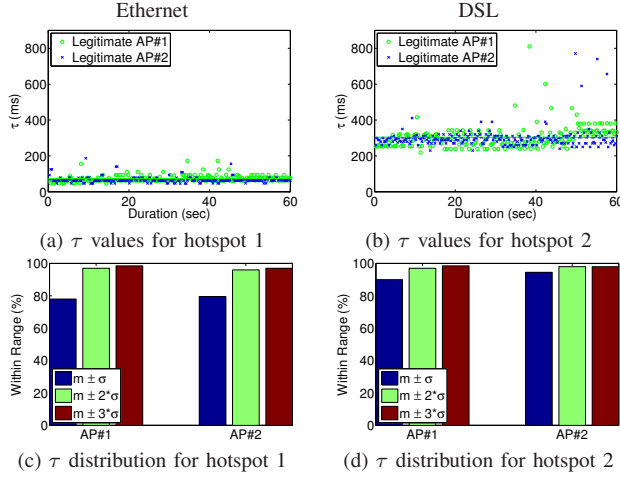 Ethernet
DSL
800
600
400
200
0
τ (ms)
Legitimate AP#1
Legitimate AP#2
0 20 40 60
Duration (sec)
(a) τ values for hotspot 1
800
600
400
200
0
τ (ms)
Legitimate AP#1
Legitimate AP#2
0 20 40 60
Duration (sec)
(b) τ values for hotspot 2
100
80
60
40
20
0
Within Range (%)
m ± σ
m ± 2*σ
m ± 3*σ
AP#1 AP#2
(c) τ distribution for hotspot 1
100
80
60
40
20
0
Within Range (%)
m ± σ
m ± 2*σ
m ± 3*σ
AP#1 AP#2
(d) τ distribution for hotspot 2